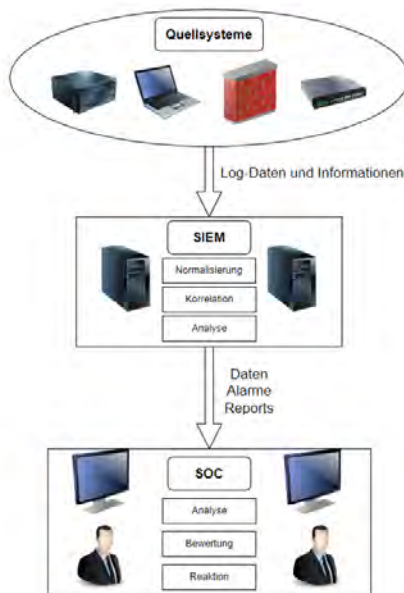 Quellsysteme
Log-Daten und Informationen
SIEM
Normalisierung
Korrelation
Analyse
Daten
Alarme
Reports
SOC
Analyse
Bewertung
Reaktion